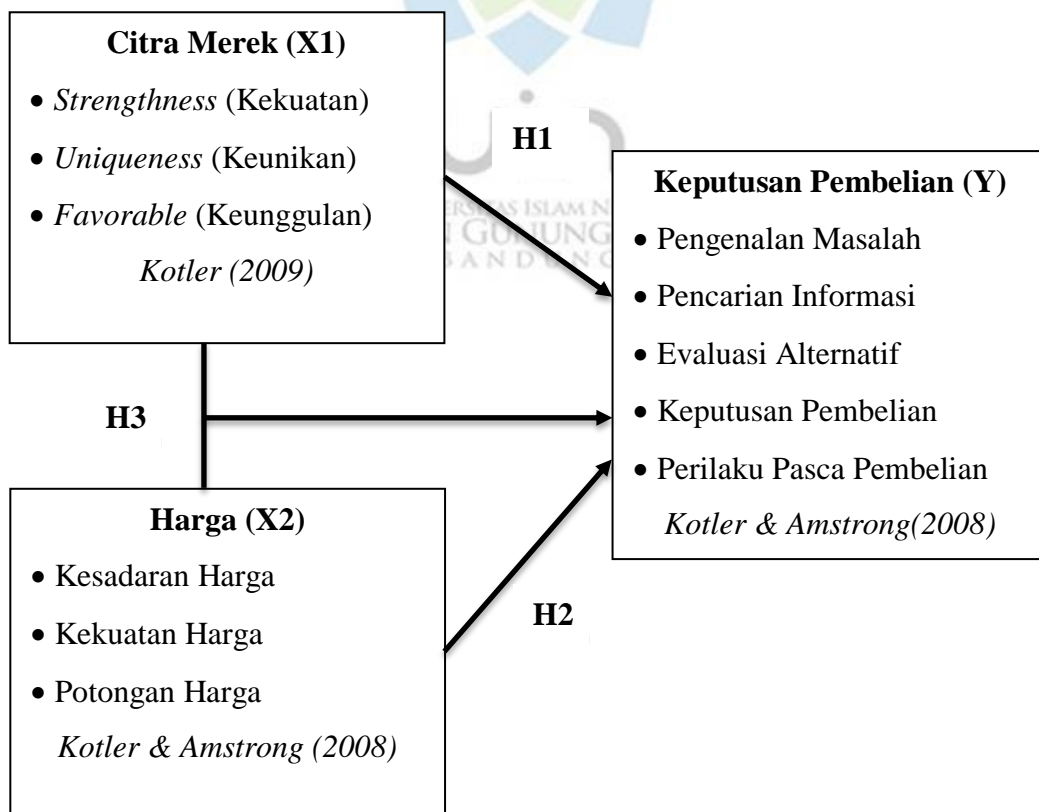 Citra Merek (X1)
• Strengthness (Kekuatan)
• Uniqueness (Keunikan)
• Favorable (Keunggulan)
Kotler (2009)
H1
Keputusan Pembelian (Y)
• Pengenalan Masalah
• Pencarian Informasi
• Evaluasi Alternatif
• Keputusan Pembelian
• Perilaku Pasca Pembelian
Kotler & Amstrong(2008)
H3
Harga (X2)
• Kesadaran Harga
• Kekuatan Harga
• Potongan Harga
Kotler & Amstrong (2008)
H2
ISLAM
BANDUNG